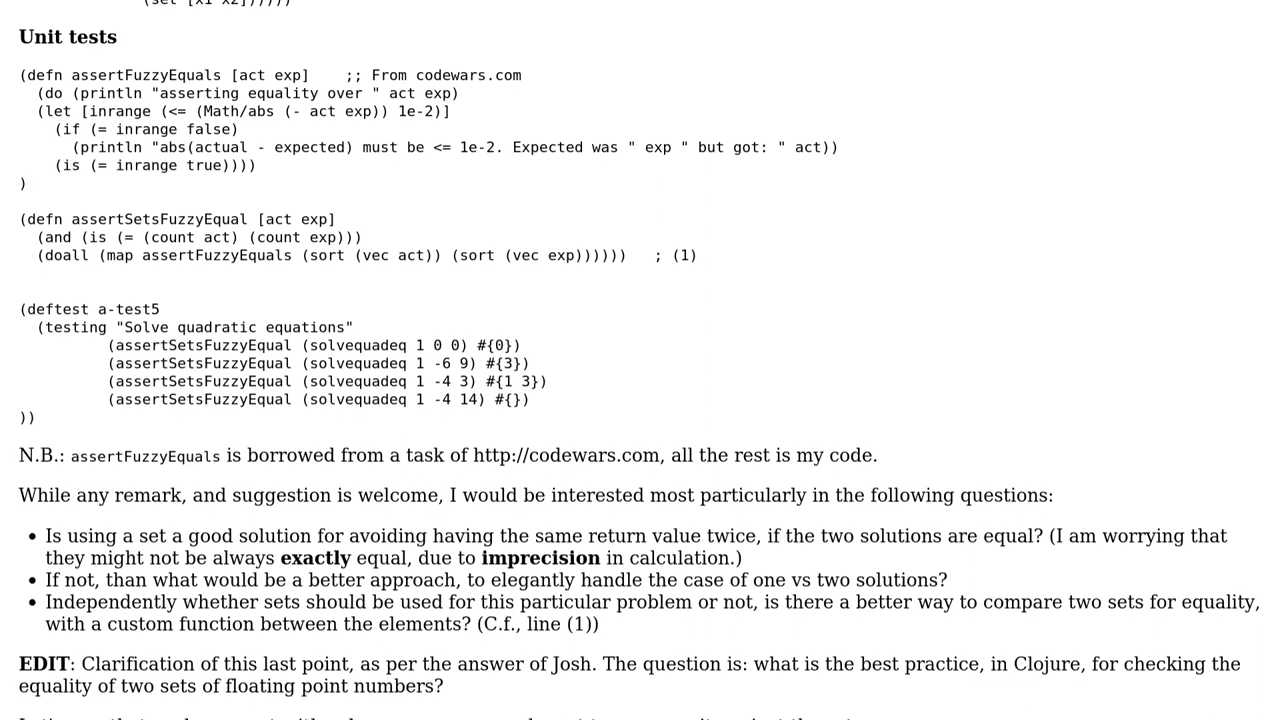 Unit tests
(defn assertFuzzyEquals [act exp]    ;; From codewars.com
  (do (println "asserting equality over " act exp)
  (let [inrange (<= (Math/abs (- act exp)) 1e-2)]
    (if (= inrange false)
      (println "abs(actual - expected) must be <= 1e-2. Expected was " exp " but got: " act))
    (is (= inrange true))))
)
(defn assertSetsFuzzyEqual [act exp]
  (and (is (= (count act) (count exp)))
  (doall (map assertFuzzyEquals (sort (vec act)) (sort (vec exp))))))   ; (1)
(deftest a-test5
  (testing "Solve quadratic equations"
          (assertSetsFuzzyEqual (solvequadeq 1 0 0) #{0})
          (assertSetsFuzzyEqual (solvequadeq 1 -6 9) #{3})
          (assertSetsFuzzyEqual (solvequadeq 1 -4 3) #{1 3})
          (assertSetsFuzzyEqual (solvequadeq 1 -4 14) #{})
))
N.B.: assertFuzzyEquals is borrowed from a task of http://codewars.com, all the rest is my code.
While any remark, and suggestion is welcome, I would be interested most particularly in the following questions:
• Is using a set a good solution for avoiding having the same return value twice, if the two solutions are equal? (I am worrying that
they might not be always exactly equal, due to imprecision in calculation.)
• If not, than what would be a better approach, to elegantly handle the case of one vs two solutions?
• Independently whether sets should be used for this particular problem or not, is there a better way to compare two sets for equality,
with a custom function between the elements? (C.f., line (1))
EDIT: Clarification of this last point, as per the answer of Josh. The question is: what is the best practice, in Clojure, for checking the
equality of two sets of floating point numbers?